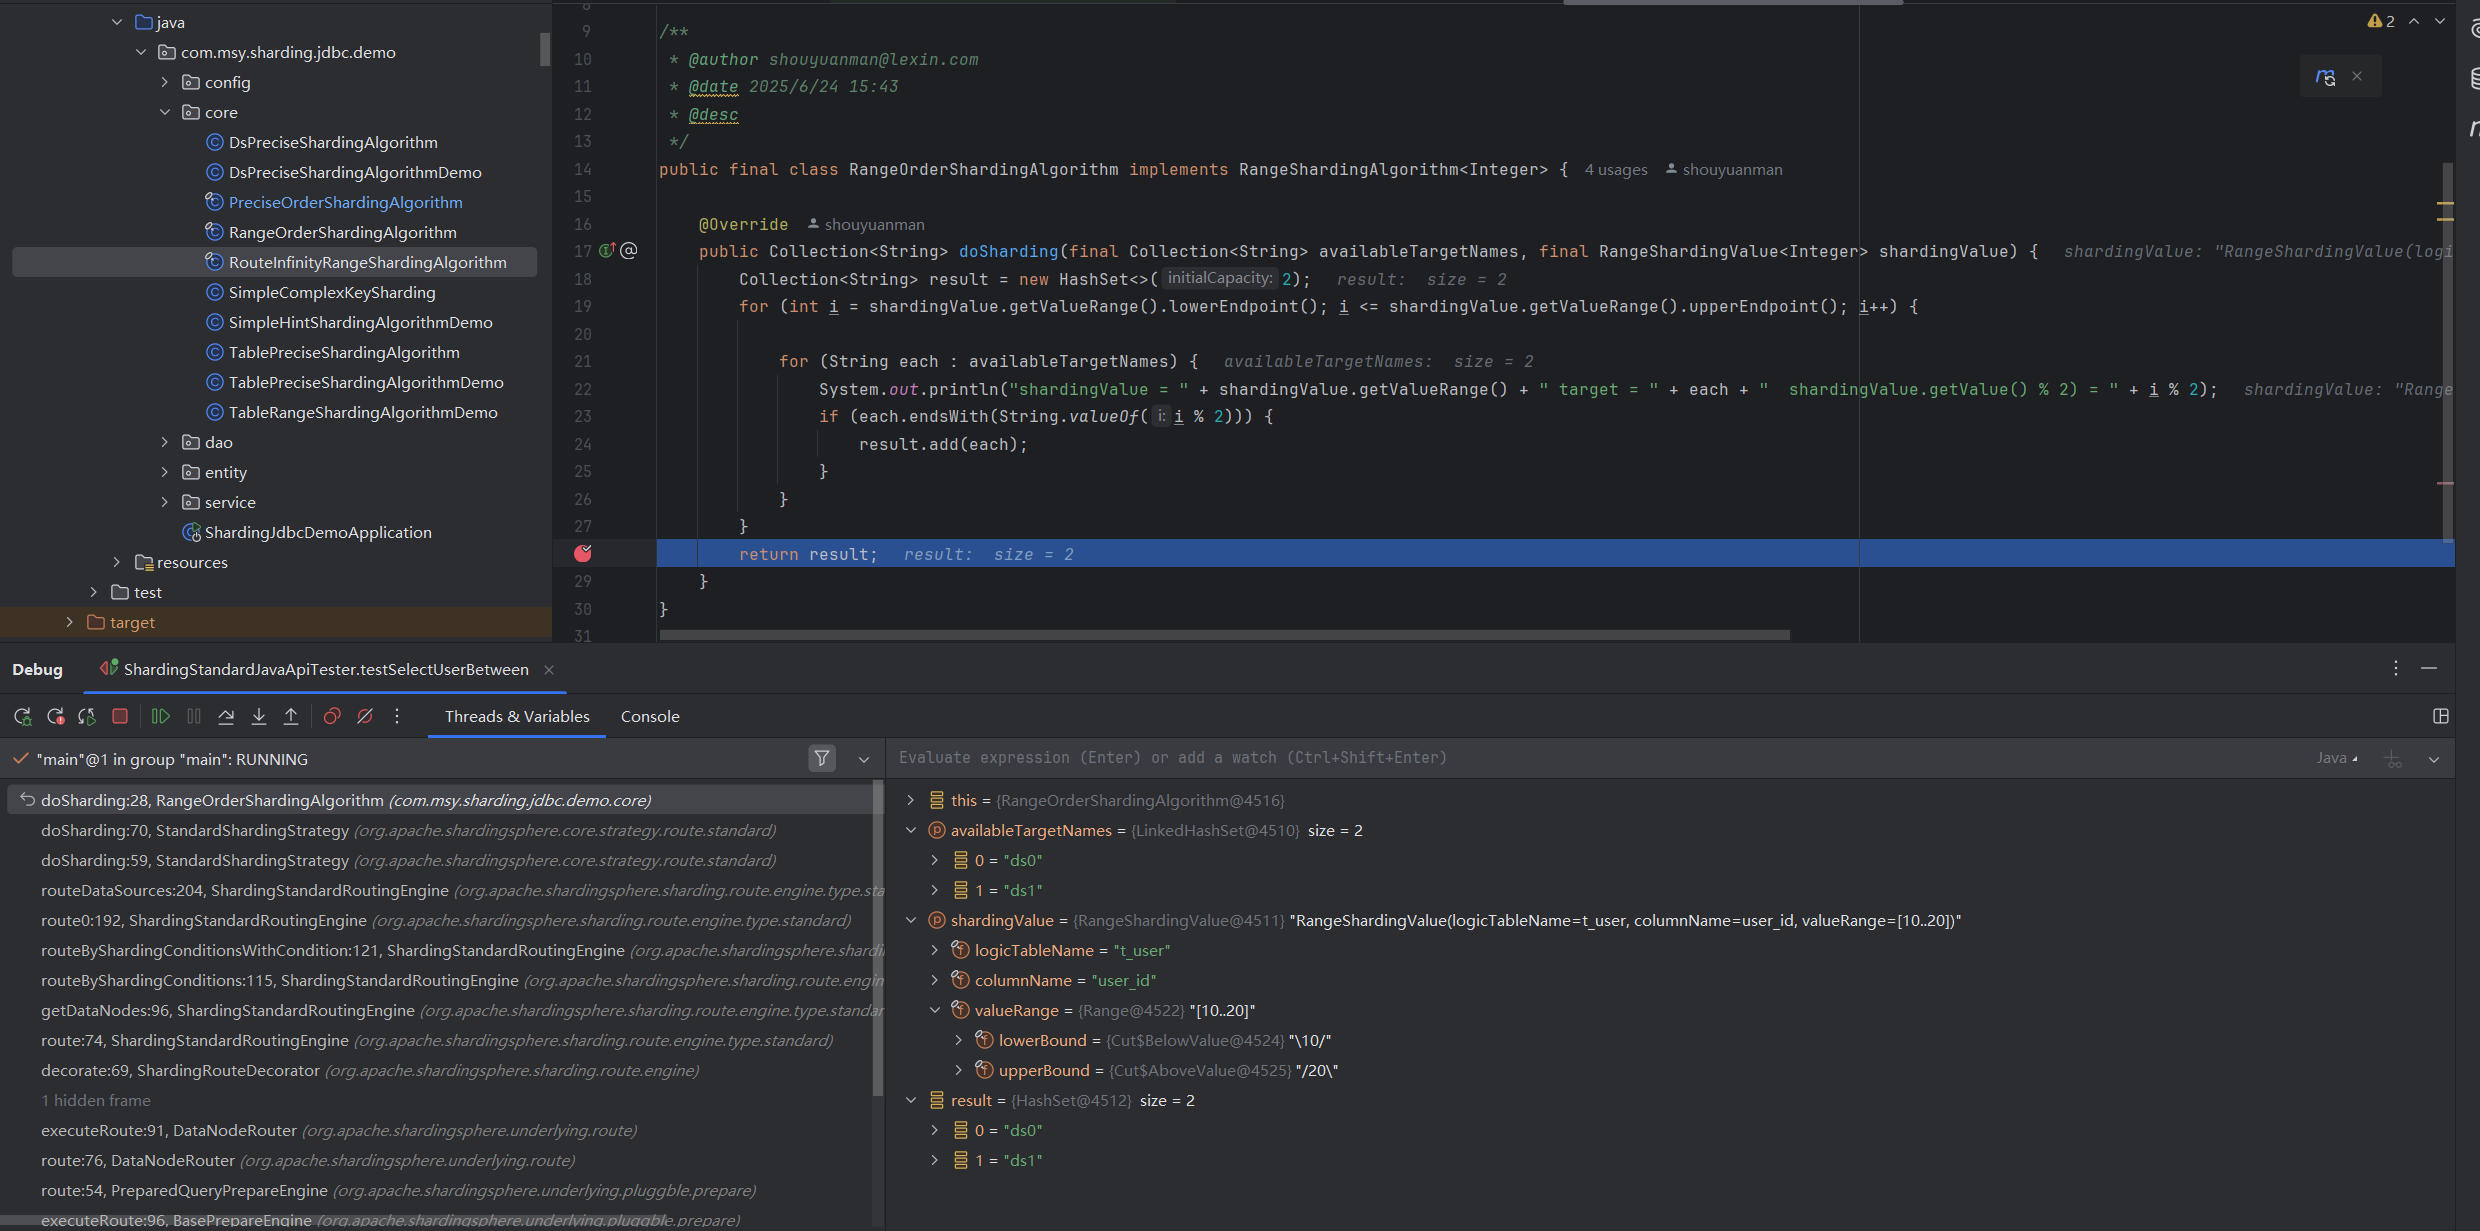 java
com.msy.sharding.jdbc.demo
config
core
DsPreciseShardingAlgorithm
DsPreciseShardingAlgorithmDemo
PreciseOrderShardingAlgorithm
RangeOrderShardingAlgorithm
RouteInfinityRangeShardingAlgorithm
SimpleComplexKeySharding
SimpleHintShardingAlgorithmDemo
TablePreciseShardingAlgorithm
TablePreciseShardingAlgorithmDemo
TableRangeShardingAlgorithmDemo
dao
entity
service
ShardingJdbcDemoApplication
resources
test
target
8
9 /**
10 * @author shouyuanman@lexin.com
11 * @date 2025/6/24 15:43
12 * @desc
13 */
14 public final class RangeOrderShardingAlgorithm implements RangeShardingAlgorithm<Integer> { 4 usages shouyuanman
15
16 @Override shouyuanman
17 public Collection<String> doSharding(final Collection<String> availableTargetNames, final RangeShardingValue<Integer> shardingValue) { shardingValue: "RangeShardingValue(logi
18 Collection<String> result = new HashSet<>( initialCapacity: 2); result: size = 2
19 for (int i = shardingValue.getValueRange().lowerEndpoint(); i <= shardingValue.getValueRange().upperEndpoint(); i++) {
20
21 for (String each : availableTargetNames) { availableTargetNames: size = 2
22 System.out.println("shardingValue = " + shardingValue.getValueRange() + " target = " + each + "  shardingValue.getValue() % 2) = " + i % 2); shardingValue: "Range
23 if (each.endsWith(String.valueOf( i: i % 2))) {
24 result.add(each);
25 }
26 }
27 }
return result; result: size = 2
29 }
30 }
31
2
Debug ShardingStandardJavaApiTester.testSelectUserBetween
Threads & Variables Console
"main"@1 in group "main": RUNNING
doSharding:28, RangeOrderShardingAlgorithm (com.msy.sharding.jdbc.demo.core)
doSharding:70, StandardShardingStrategy (org.apache.shardingsphere.core.strategy.route.standard)
doSharding:59, StandardShardingStrategy (org.apache.shardingsphere.core.strategy.route.standard)
routeDataSources:204, ShardingStandardRoutingEngine (org.apache.shardingsphere.sharding.route.engine.type.sta
route0:192, ShardingStandardRoutingEngine (org.apache.shardingsphere.sharding.route.engine.type.standard)
routeByShardingConditionsWithCondition:121, ShardingStandardRoutingEngine (org.apache.shardingsphere.shardi
routeByShardingConditions:115, ShardingStandardRoutingEngine (org.apache.shardingsphere.sharding.route.engin
getDataNodes:96, ShardingStandardRoutingEngine (org.apache.shardingsphere.sharding.route.engine.type.standar
route:74, ShardingStandardRoutingEngine (org.apache.shardingsphere.sharding.route.engine.type.standard)
decorate:69, ShardingRouteDecorator (org.apache.shardingsphere.sharding.route.engine)
1 hidden frame
executeRoute:91, DataNodeRouter (org.apache.shardingsphere.underlying.route)
route:76, DataNodeRouter (org.apache.shardingsphere.underlying.route)
route:54, PreparedQueryPrepareEngine (org.apache.shardingsphere.underlying.pluggble.prepare)
executeRoute:96, BasePrepareEngine (org.apache.shardingsphere.underlying.pluggble.prepare)
Evaluate expression (Enter) or add a watch (Ctrl+Shift+Enter) Java
this = {RangeOrderShardingAlgorithm@4516}
availableTargetNames = {LinkedHashSet@4510} size = 2
0 = "ds0"
1 = "ds1"
shardingValue = {RangeShardingValue@4511} "RangeShardingValue(logicTableName=t_user, columnName=user_id, valueRange=[10..20])"
logicTableName = "t_user"
columnName = "user_id"
valueRange = {Range@4522} "[10..20]"
lowerBound = {Cut$BelowValue@4524} "\10/"
upperBound = {Cut$AboveValue@4525} "/20\"
result = {HashSet@4512} size = 2
0 = "ds0"
1 = "ds1"